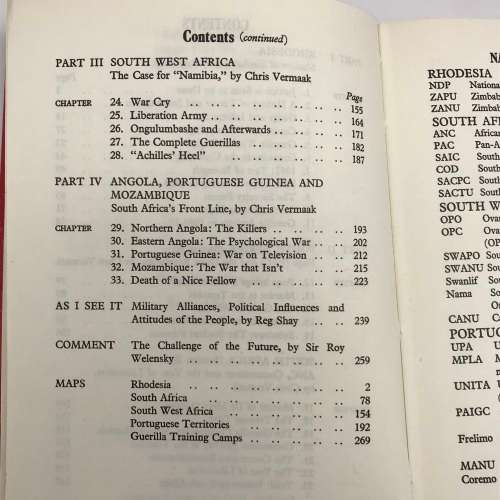 Contents (continued)
PART III SOUTH WEST AFRICA
The Case for "Namibia," by Chris Vermaak
Page
CHAPTER 24. War Cry .. .. .. .. .. .. .. 155
25. Liberation Army .. .. .. .. .. .. 164
26. Ongulumbashe and Afterwards .. .. .. .. 171
27. The Complete Guerillas .. .. .. .. .. 182
28. "Achilles' Heel" .. .. .. .. .. .. 187
PART IV ANGOLA, PORTUGUESE GUINEA AND
MOZAMBIQUE
South Africa's Front Line, by Chris Vermaak
CHAPTER 29. Northern Angola: The Killers .. .. .. .. 193
30. Eastern Angola: The Psychological War .. .. 202
31. Portuguese Guinea: War on Television .. .. 212
32. Mozambique: The War that Isn't .. .. .. 215
33. Death of a Nice Fellow .. .. .. .. .. 223
AS I SEE IT Military Alliances, Political Influences and
Attitudes of the People, by Reg Shay .. .. 239
COMMENT The Challenge of the Future, by Sir Roy
Welensky .. .. .. .. .. .. .. 259
MAPS Rhodesia .. .. .. .. .. .. .. 2
South Africa .. .. .. .. .. .. 78
South West Africa .. .. .. .. .. 154
Portuguese Territories .. .. .. .. .. 192
Guerilla Training Camps .. .. .. .. .. 269
NA
RHODESIA
NDP Nationa
ZAPU Zimbab
ZANU Zimbab
SOUTH AF
ANC African
PAC Pan-A
SAIC South
COD South
SACPC South
SACTU South
SOUTH W
OPO Ovar
OPC Ovar
(OP
SWAPO Sou
SWANU Sou
Swanlif Sou
Nama Sou
On
CANU Ca
PORTUG
UPA U
MPLA M
n
UNITA
(
PAIGC
Frelimo
MANU
Coremo